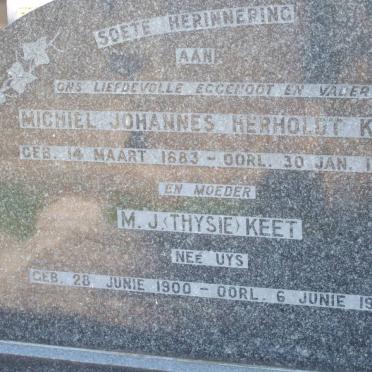 SOETE HERINNERING
AAN
ONS LIEFDEVOLLE EGGENOOT EN VADER
MICHIEL JOHANNES HERHOLDT K
GEB. 14 MAART 1883 – OORL. 30 JAN. 1
EN MOEDER
M. J. (THYSIE) KEET
NEE UYS
GEB. 28 JUNIE 1900 – OORL. 6 JUNIE 19